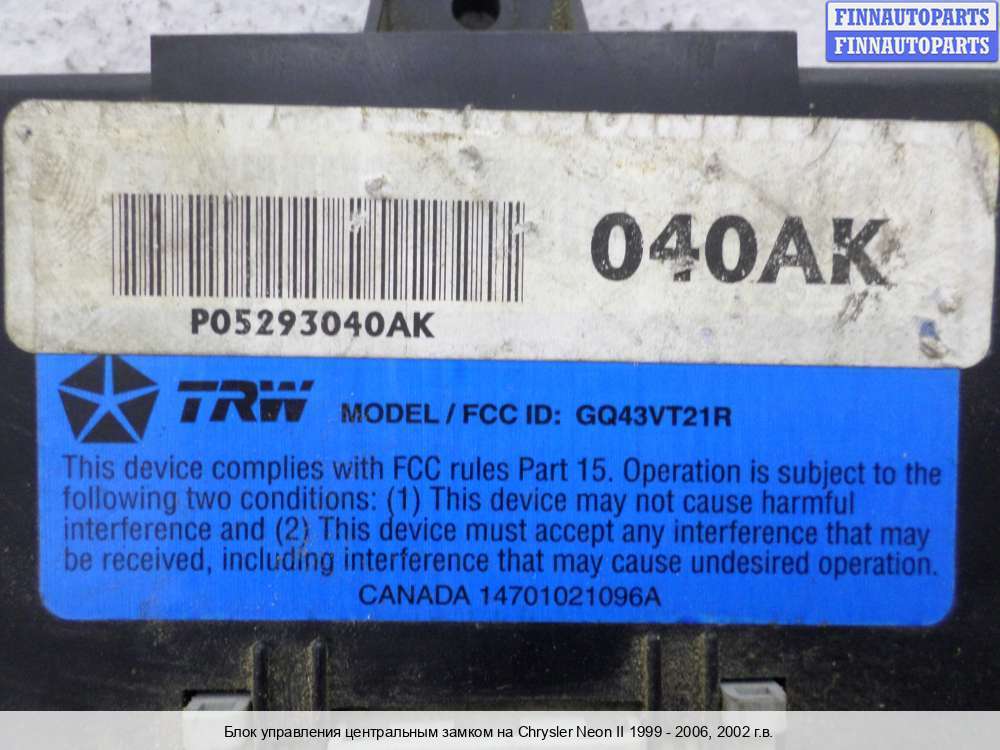 FINNAUTOPARTS
FINNAUTOPARTS
040AK
P05293040AK
TRW MODEL / FCC ID: GQ43VT21R
This device complies with FCC rules Part 15. Operation is subject to the
following two conditions: (1) This device may not cause harmful
interference and (2) This device must accept any interference that may
be received, including interference that may cause undesired operation.
CANADA 14701021096A
Блок управления центральным замком на Chrysler Neon II 1999 - 2006, 2002 г.в.